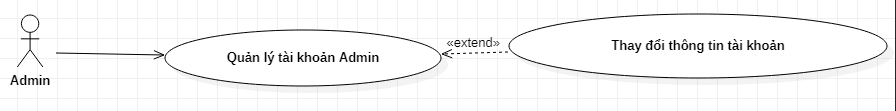 Admin
Quản lý tài khoản Admin
«extend»
Thay đổi thông tin tài khoản